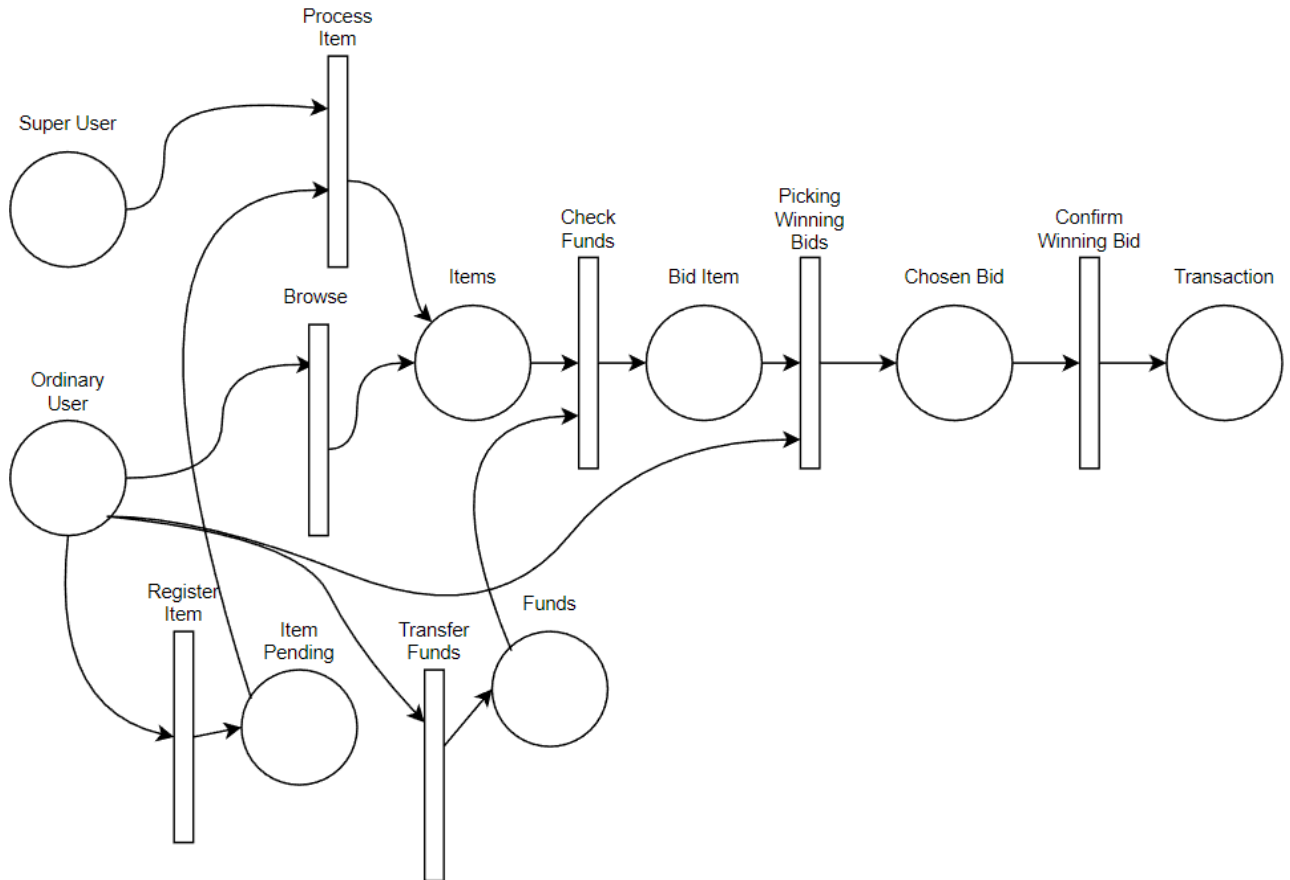 Process
Item
Super User
Check
Funds
Picking
Winning
Bids
Confirm
Winning Bid
Items
Bid Item
Chosen Bid
Transaction
Browse
Ordinary
User
Register
Item
Item
Pending
Transfer
Funds
Funds